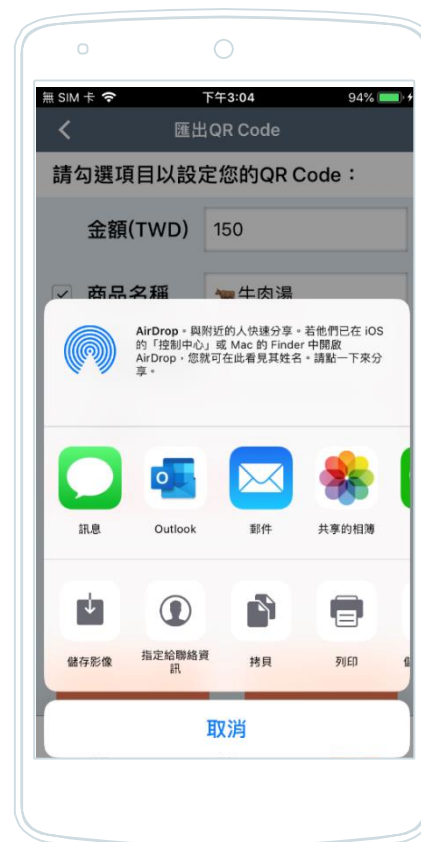 無 SIM 卡 下午3:04 94%
匯出QR Code
請勾選項目以設定您的QR Code：
金額(TWD) 150
商品名稱 🐂牛肉湯
AirDrop。與附近的人快速分享。若他們已在 iOS
的「控制中心」或 Mac 的 Finder 中開啟
AirDrop，您就可在此看見其姓名。請點一下來分
享。
訊息 Outlook 郵件 共享的相簿
儲存影像 指定給聯絡資
訊 拷貝 列印
取消